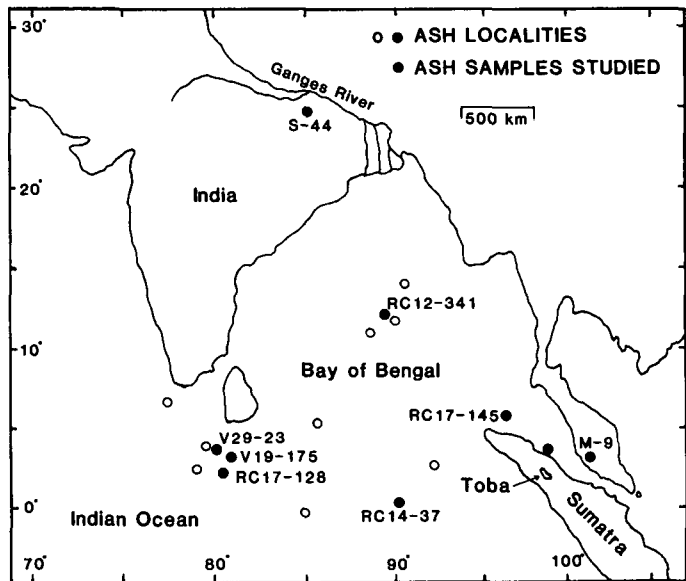 30°
○ ● ASH LOCALITIES
● ASH SAMPLES STUDIED
Ganges River
500 km
S-44
20°
India
RC12-341
10°
Bay of Bengal
RC17-145
V29-23
M-9
V19-175
RC17-128
Toba
Sumatra
0°
RC14-37
Indian Ocean
70° 80° 90° 100°